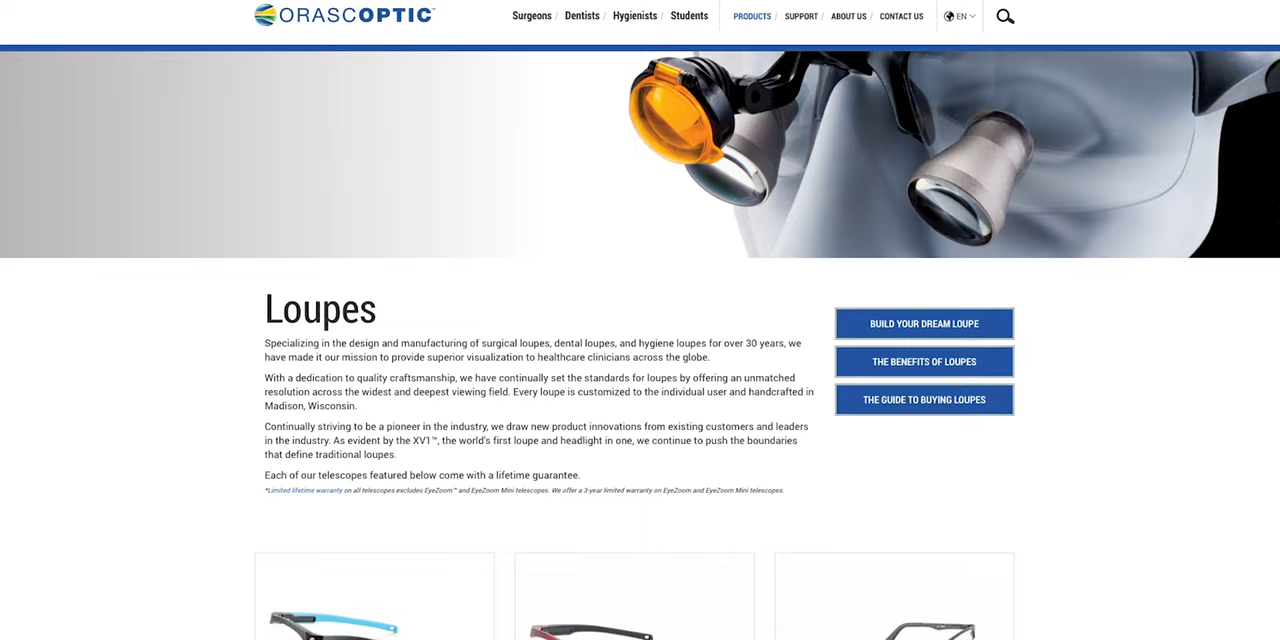 ORASCOPTIC™
Surgeons / Dentists / Hygienists / Students
PRODUCTS / SUPPORT / ABOUT US / CONTACT US
EN
Loupes
Specializing in the design and manufacturing of surgical loupes, dental loupes, and hygiene loupes for over 30 years, we
have made it our mission to provide superior visualization to healthcare clinicians across the globe.
With a dedication to quality craftsmanship, we have continually set the standards for loupes by offering an unmatched
resolution across the widest and deepest viewing field. Every loupe is customized to the individual user and handcrafted in
Madison, Wisconsin.
Continually striving to be a pioneer in the industry, we draw new product innovations from existing customers and leaders
in the industry. As evident by the XV1™, the world's first loupe and headlight in one, we continue to push the boundaries
that define traditional loupes.
Each of our telescopes featured below come with a lifetime guarantee.
*Limited lifetime warranty on all telescopes excludes EyeZoom™ and EyeZoom Mini telescopes. We offer a 3-year limited warranty on EyeZoom and EyeZoom Mini telescopes.
BUILD YOUR DREAM LOUPE
THE BENEFITS OF LOUPES
THE GUIDE TO BUYING LOUPES